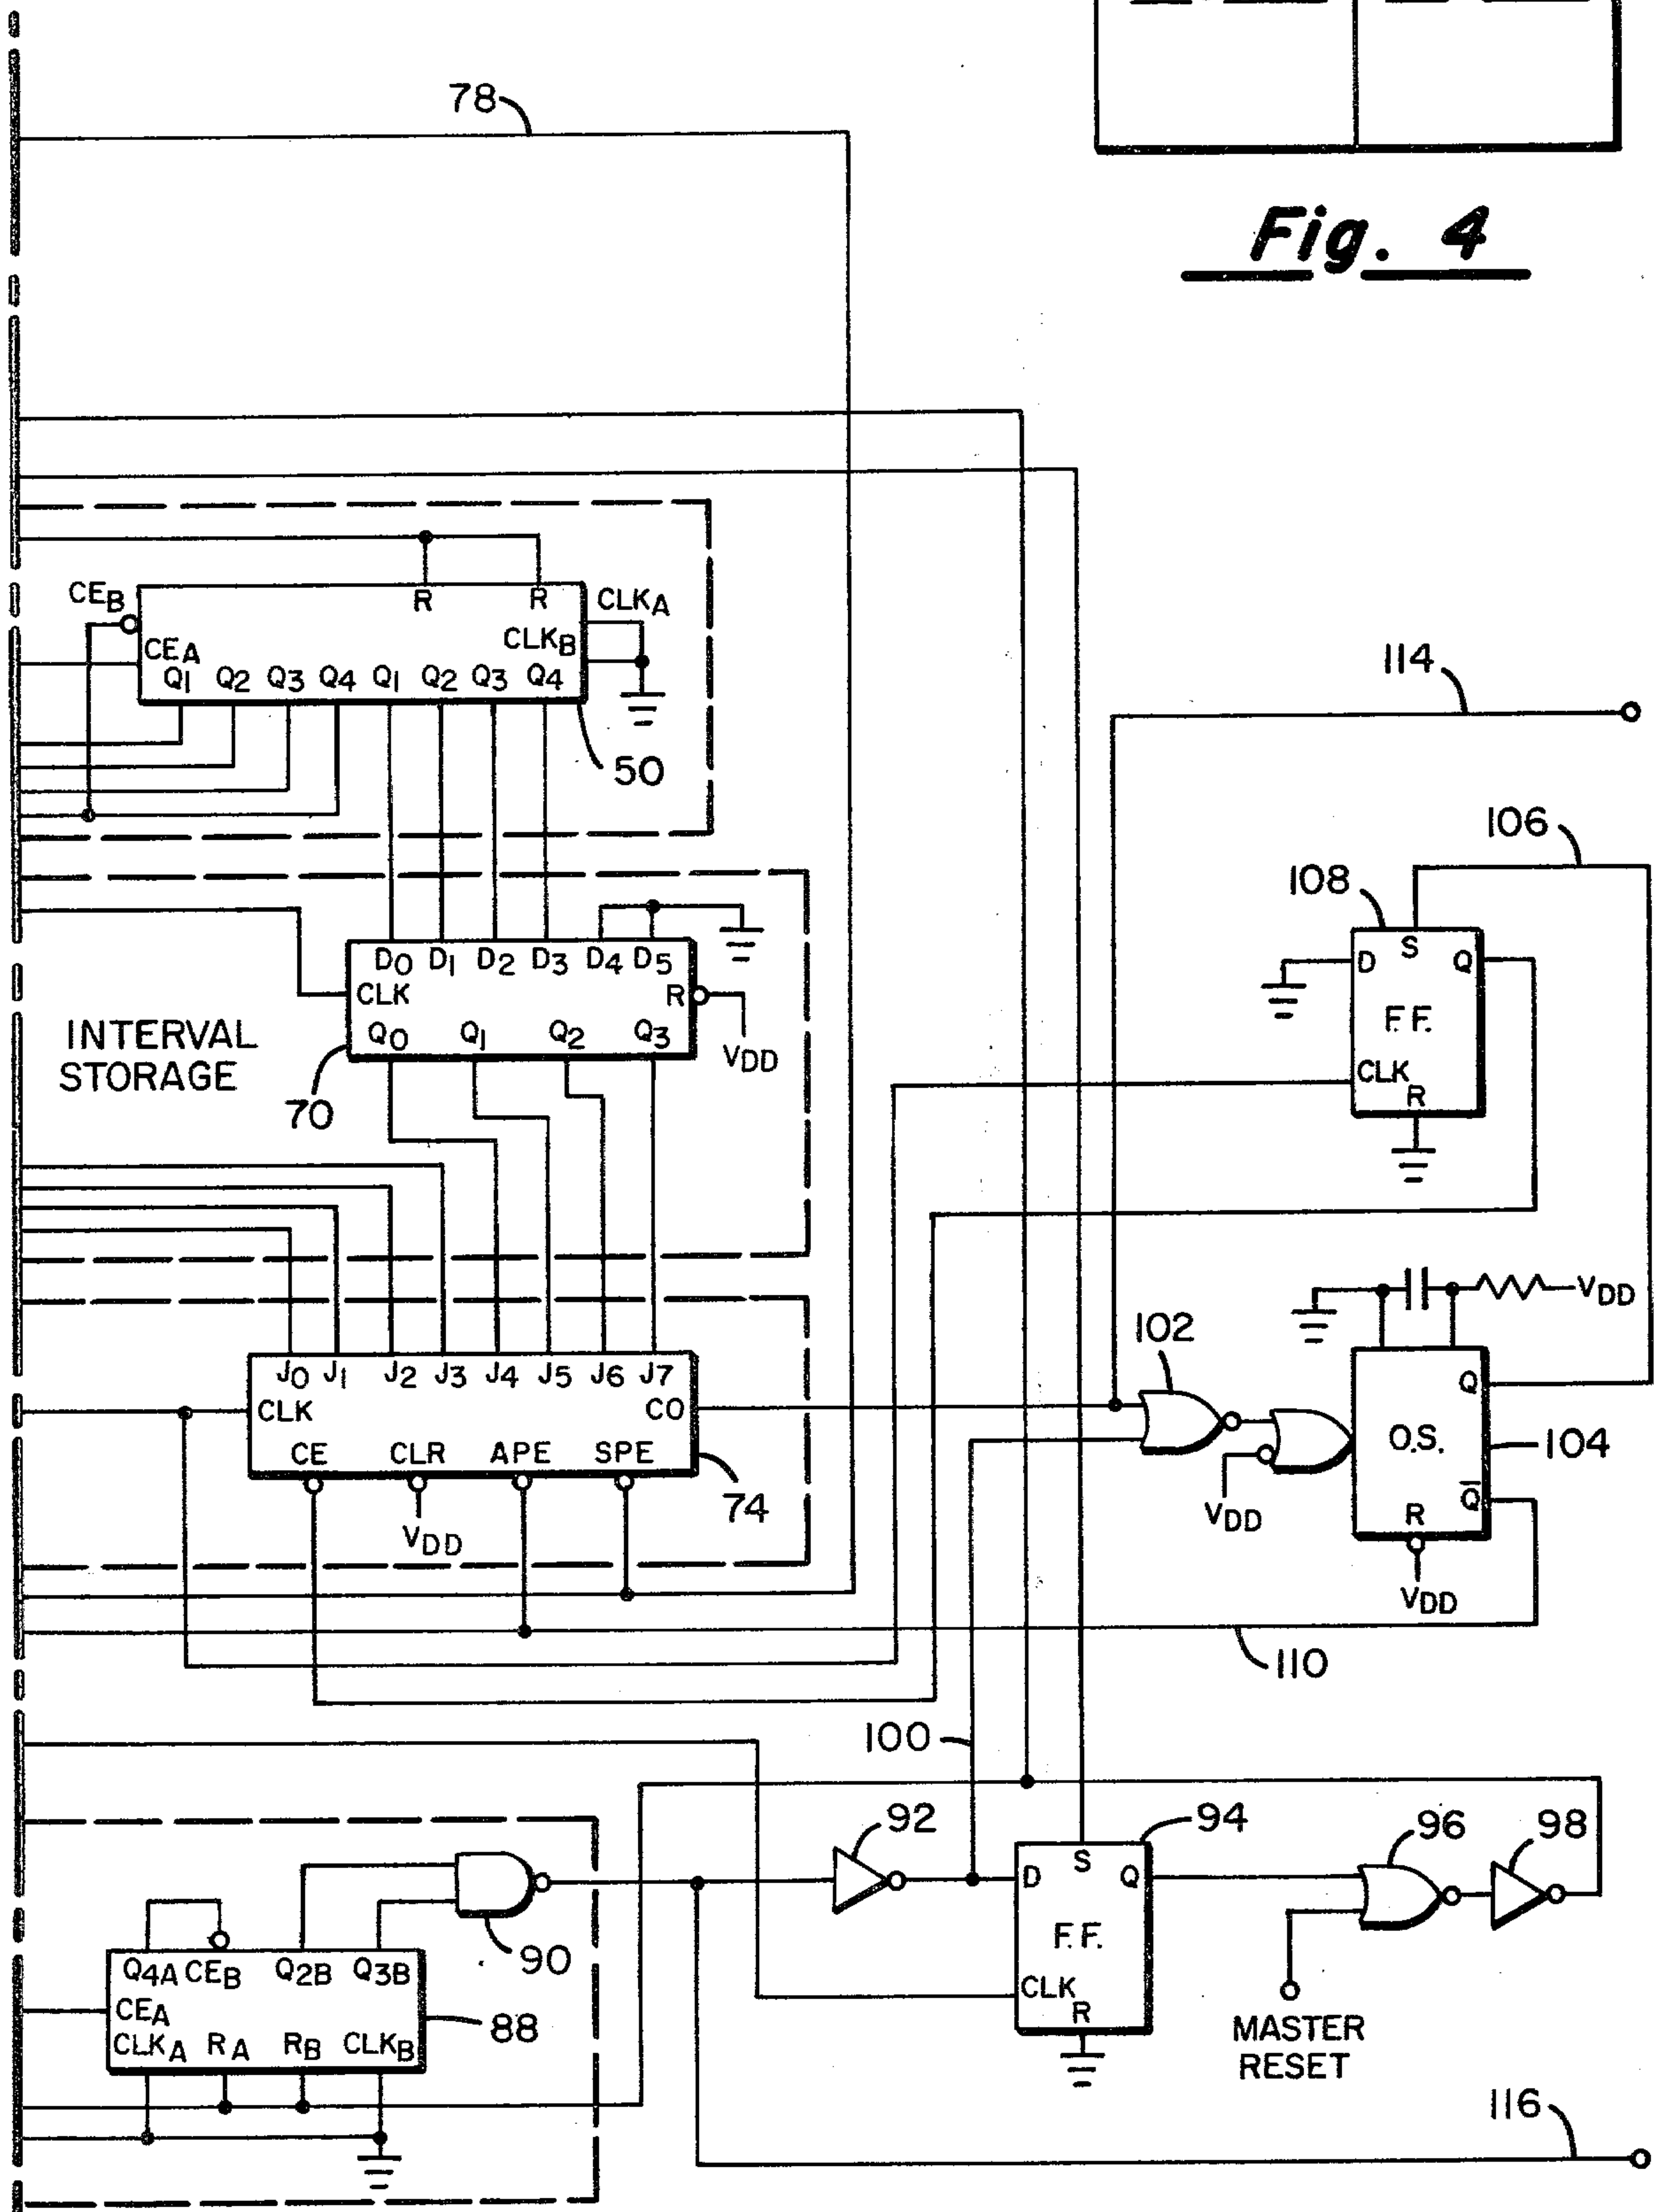 78
Fig. 4
CEB
R R
CLKA
CLKB
CEA
Q1 Q2 Q3 Q4 Q1 Q2 Q3 Q4
50
114
106
108
D S Q
F.F.
CLK
R
D0 D1 D2 D3 D4 D5
CLK R
Q0 Q1 Q2 Q3
VDD
INTERVAL
STORAGE
70
VDD
102
J0 J1 J2 J3 J4 J5 J6 J7
CLK CO
CE CLR APE SPE
74
VDD
VDD
Q
O.S.
104
Q̅
R
VDD
110
100
92
94
96
98
D S Q
F.F.
CLK
R
MASTER
RESET
90
Q4A CEB Q2B Q3B
CEA
CLKA RA RB CLKB
88
116